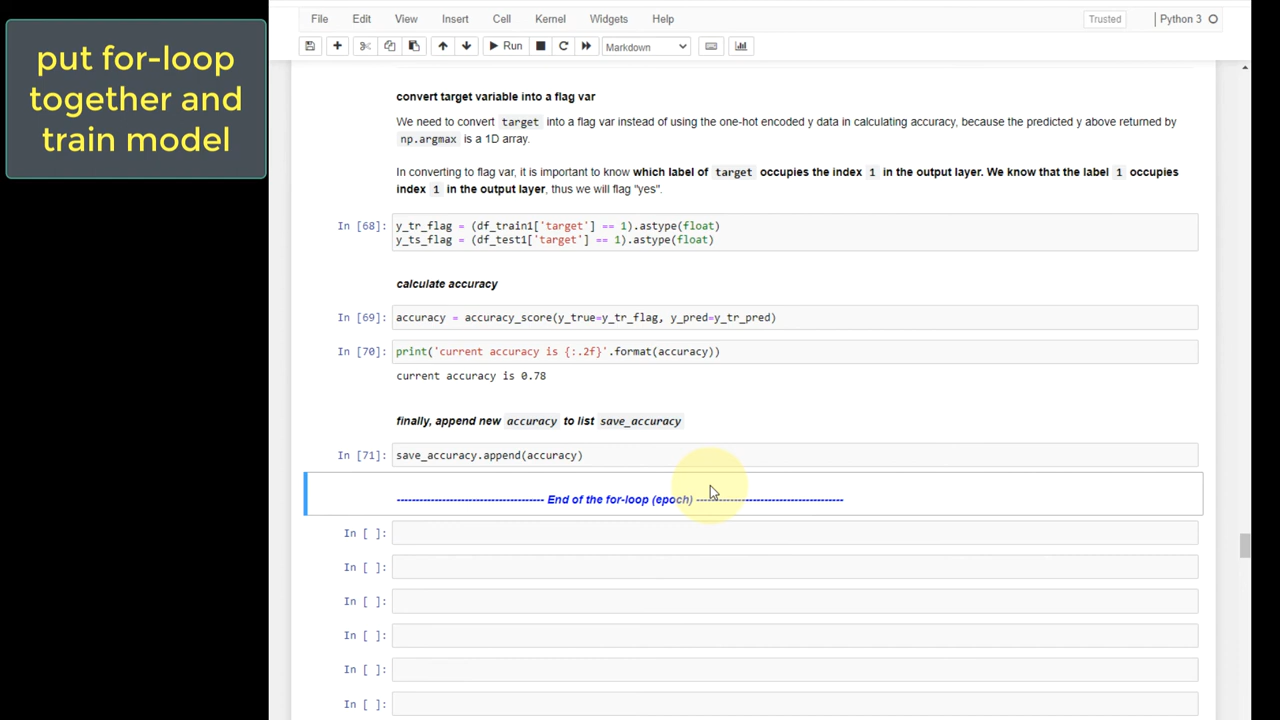 put for-loop
together and
train model
File Edit View Insert Cell Kernel Widgets Help Trusted Python 3
Run Markdown
convert target variable into a flag var
We need to convert target into a flag var instead of using the one-hot encoded y data in calculating accuracy, because the predicted y above returned by
np.argmax is a 1D array.
In converting to flag var, it is important to know which label of target occupies the index 1 in the output layer. We know that the label 1 occupies
index 1 in the output layer, thus we will flag "yes".
In [68]: y_tr_flag = (df_train1['target'] == 1).astype(float)
y_ts_flag = (df_test1['target'] == 1).astype(float)
calculate accuracy
In [69]: accuracy = accuracy_score(y_true=y_tr_flag, y_pred=y_tr_pred)
In [70]: print('current accuracy is {:.2f}'.format(accuracy))
current accuracy is 0.78
finally, append new accuracy to list save_accuracy
In [71]: save_accuracy.append(accuracy)
------------------------------------- End of the for-loop (epoch) -------------------------------------
In [ ]:
In [ ]:
In [ ]:
In [ ]:
In [ ]:
In [ ]: